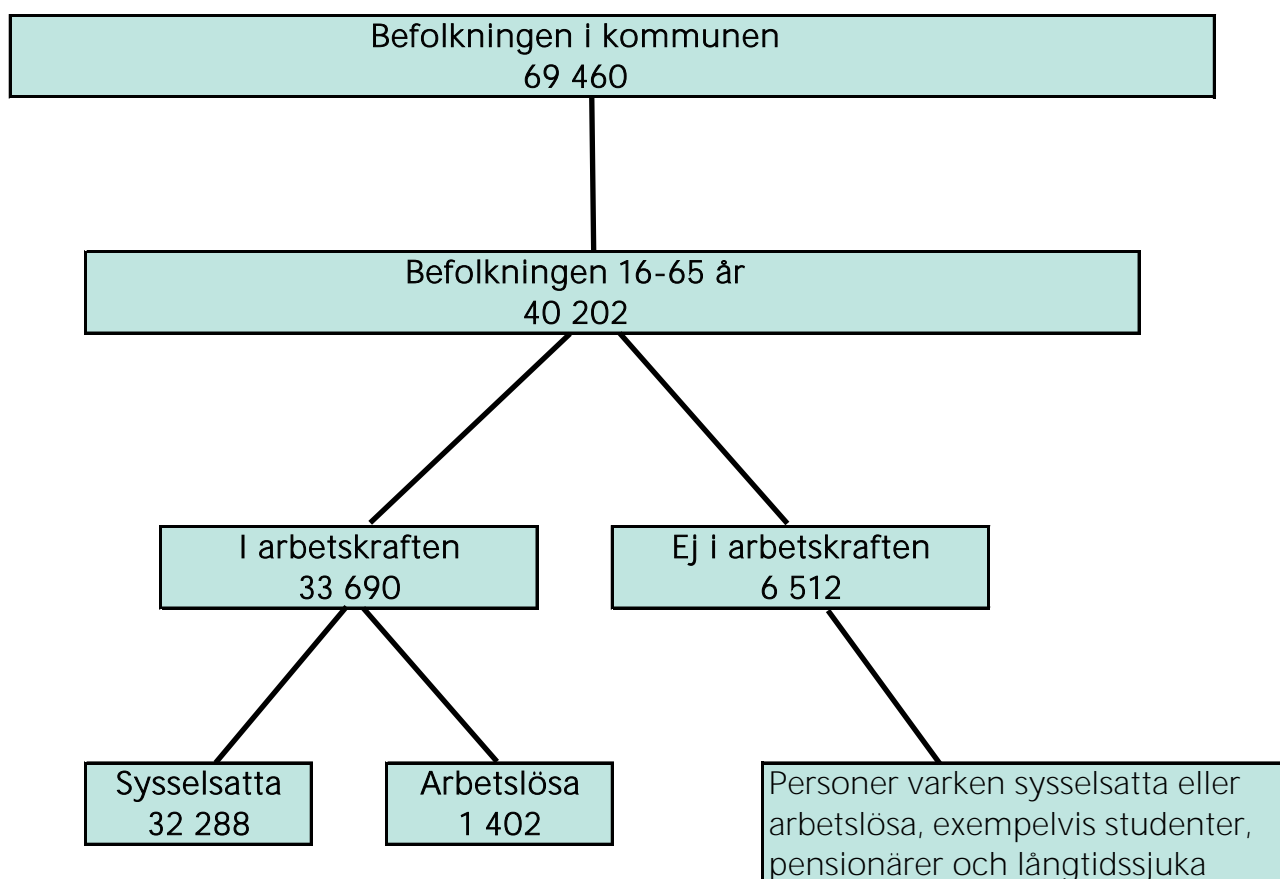 Befolkningen i kommunen
69 460
Befolkningen 16-65 år
40 202
I arbetskraften
33 690
Ej i arbetskraften
6 512
Sysselsatta
32 288
Arbetslösa
1 402
Personer varken sysselsatta eller
arbetslösa, exempelvis studenter,
pensionärer och långtidssjuka